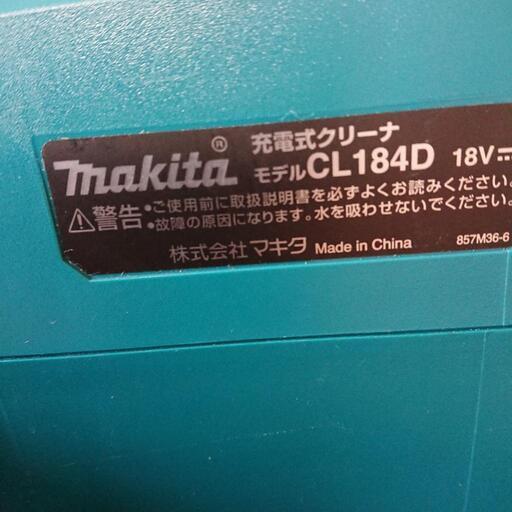 makita®
充電式クリーナ
モデルCL184D 18V⎓
⚠警告 •ご使用前に取扱説明書を必ずよくお読みください。
•故障の原因になります。水を吸わせないでください。
株式会社マキタ Made in China 857M36-6